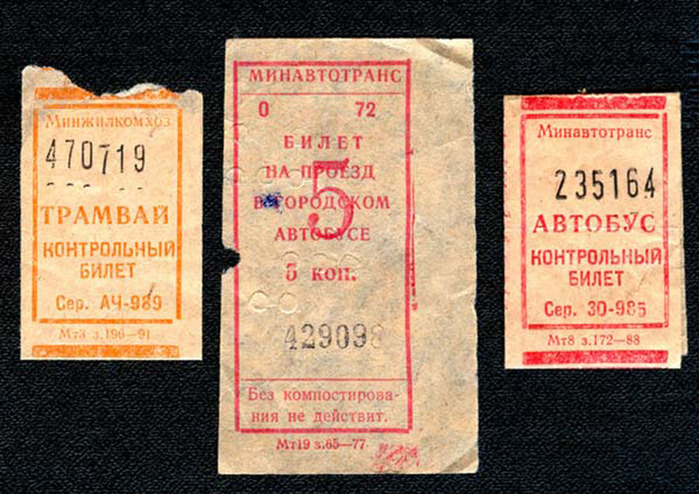 Минжилкомхоз
470719
ТРАМВАЙ
КОНТРОЛЬНЫЙ
БИЛЕТ
Сер. АЧ-989
Мт8 з.196—91
МИНАВТОТРАНС
0 72
БИЛЕТ
НА ПРОЕЗД
В ГОРОДСКОМ
АВТОБУСЕ
5
5 коп.
429098
Без компостирова-
ния не действит.
Мт19 з.65—77
Минавтотранс
235164
АВТОБУС
КОНТРОЛЬНЫЙ
БИЛЕТ
Сер. ЗО-985
Мт8 з.172—88